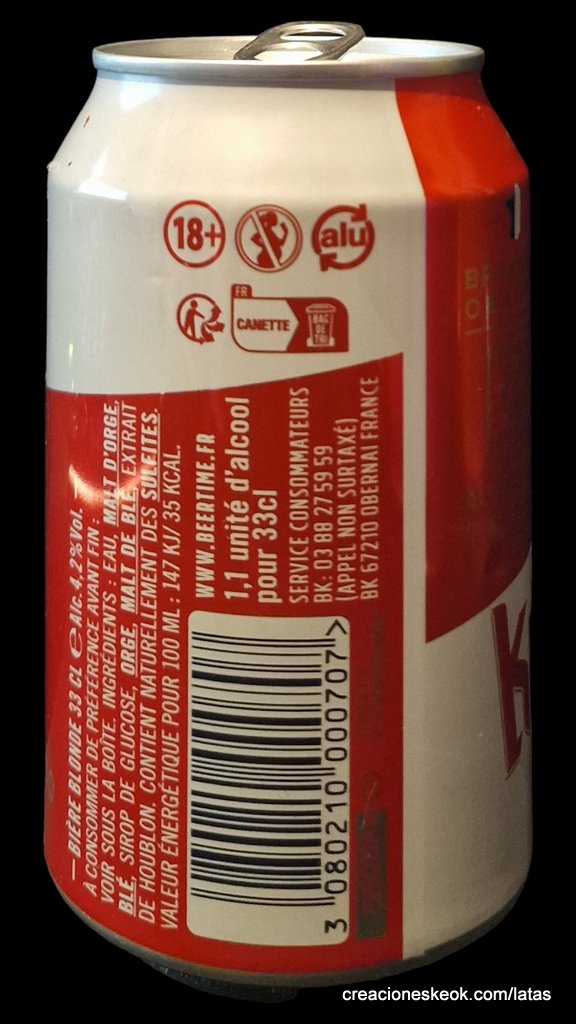 18+
alu
FR
CANETTE
BAC
DE
TRI
— BIÈRE BLONDE 33 CL ℮ Alc. 4,2% Vol. —
À CONSOMMER DE PRÉFÉRENCE AVANT FIN :
VOIR SOUS LA BOÎTE. INGRÉDIENTS : EAU, MALT D'ORGE,
BLÉ, SIROP DE GLUCOSE, ORGE, MALT DE BLÉ, EXTRAIT
DE HOUBLON. CONTIENT NATURELLEMENT DES SULFITES.
VALEUR ÉNERGÉTIQUE POUR 100 ML : 147 KJ/ 35 KCAL.
WWW.BEERTIME.FR
1,1 unité d'alcool
pour 33cl
SERVICE CONSOMMATEURS
BK: 03 88 27 59 59
(APPEL NON SURTAXÉ)
BK 67210 OBERNAI FRANCE
3 080210 000707 >
K
creacioneskeok.com/latas